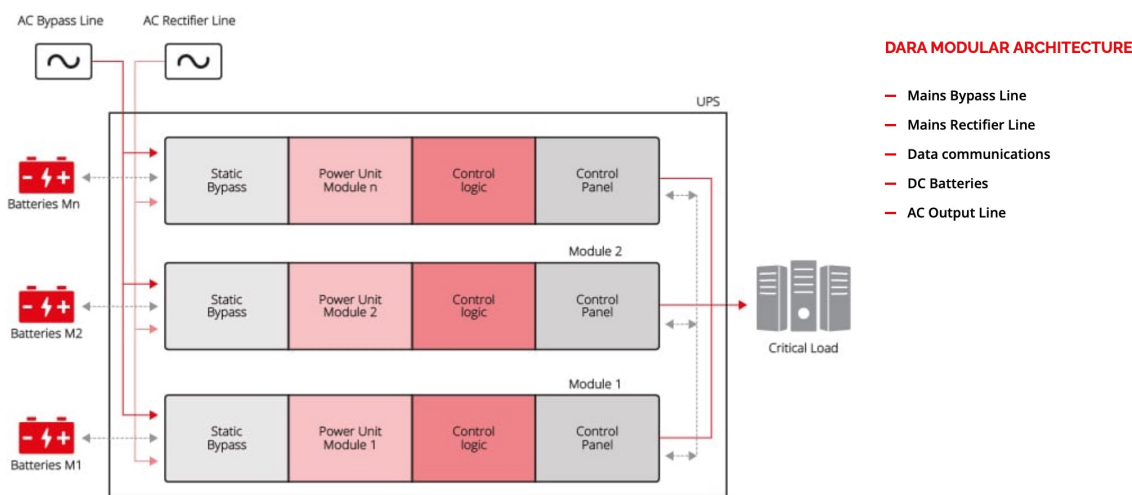 AC Bypass Line
AC Rectifier Line
DARA MODULAR ARCHITECTURE
Mains Bypass Line
Mains Rectifier Line
Data communications
DC Batteries
AC Output Line
UPS
Static
Bypass
Power Unit
Module n
Control
logic
Control
Panel
Batteries Mn
Module 2
Static
Bypass
Power Unit
Module 2
Control
logic
Control
Panel
Batteries M2
Critical Load
Module 1
Static
Bypass
Power Unit
Module 1
Control
logic
Control
Panel
Batteries M1